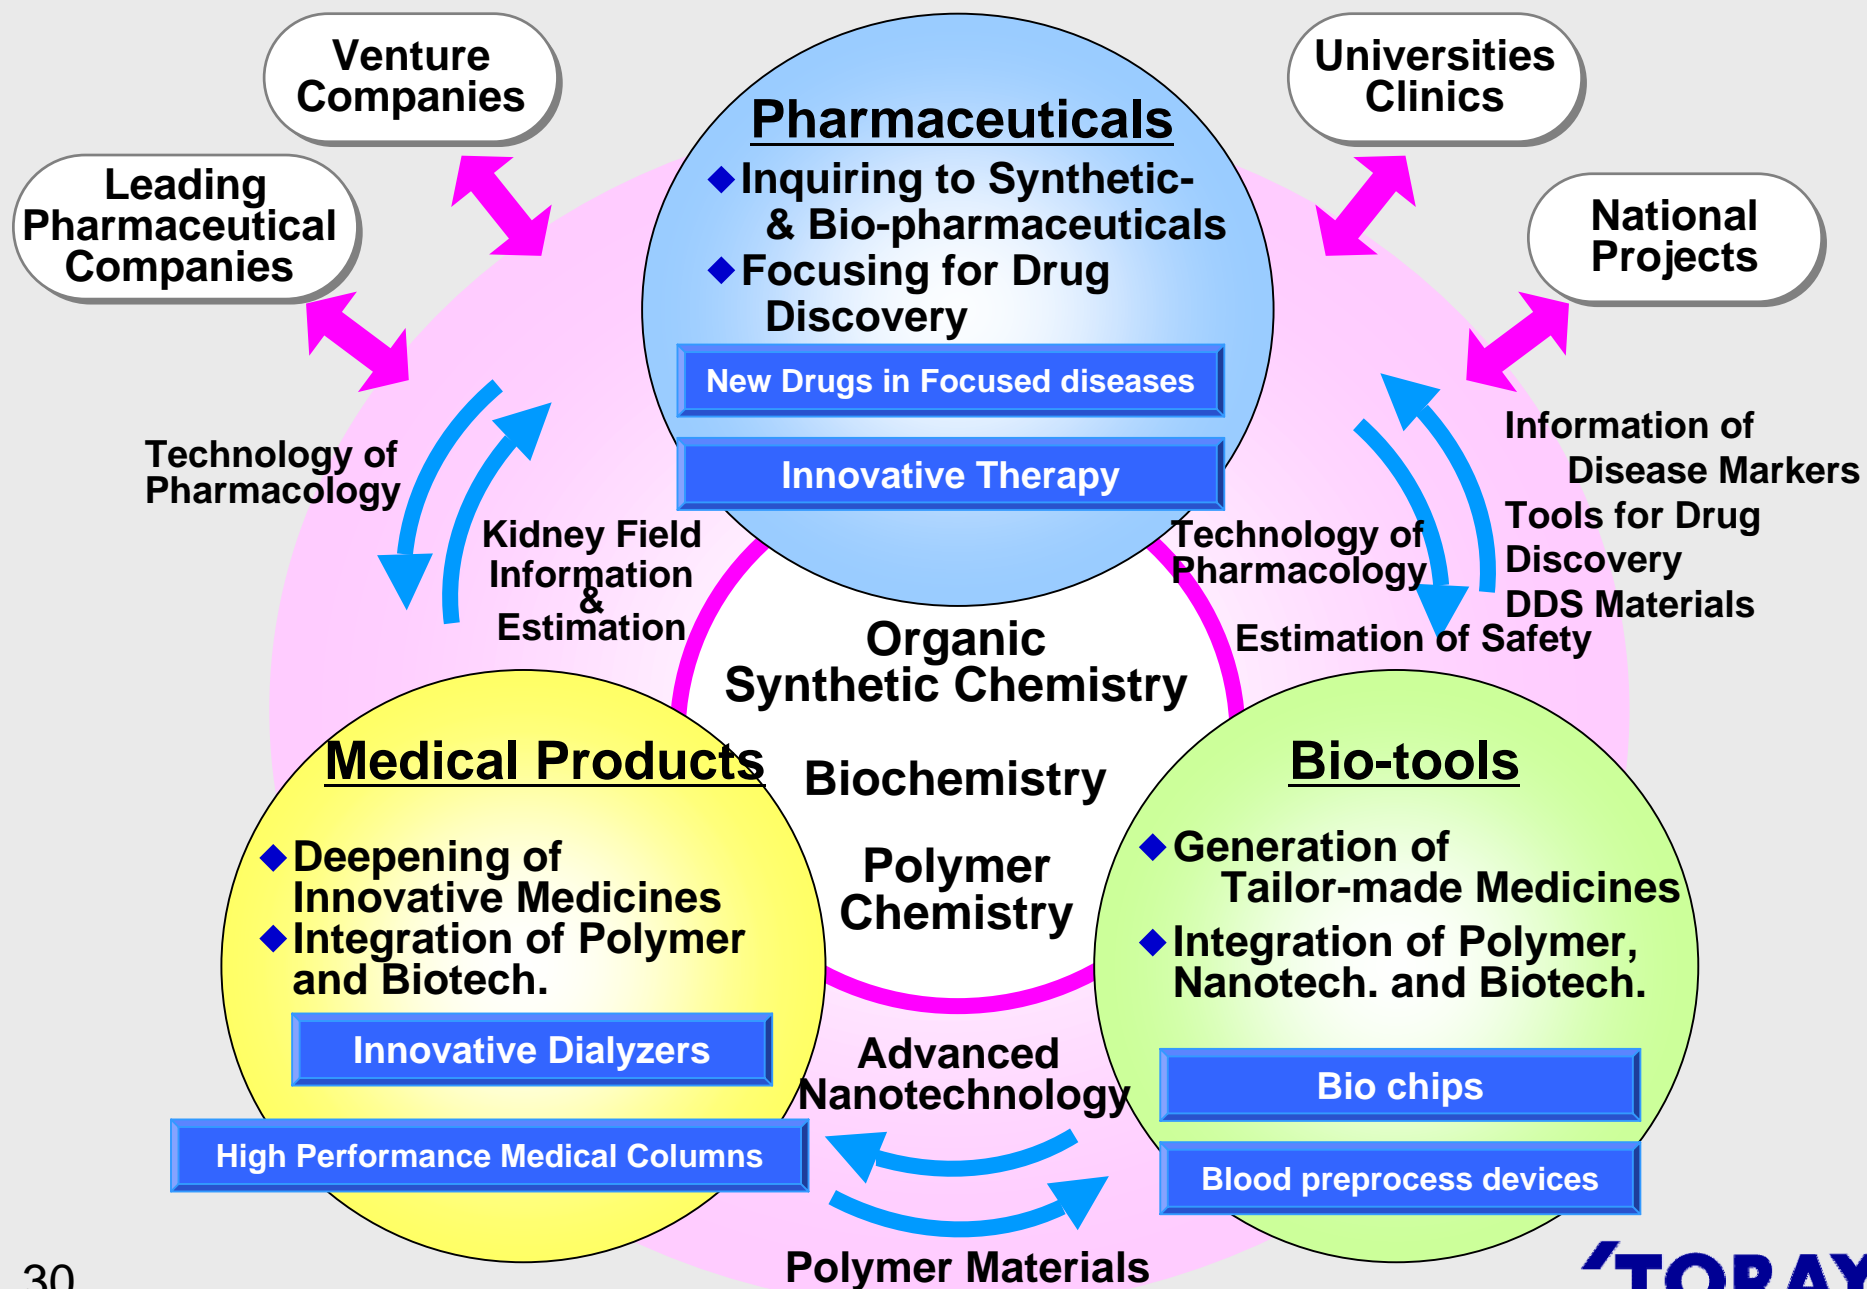 Venture
Companies
Universities
Clinics
Leading
Pharmaceutical
Companies
National
Projects
Pharmaceuticals
Inquiring to Synthetic-
& Bio-pharmaceuticals
Focusing for Drug
Discovery
New Drugs in Focused diseases
Innovative Therapy
Technology of
Pharmacology
Kidney Field
Information
&
Estimation
Technology of
Pharmacology
Estimation of Safety
Information of
Disease Markers
Tools for Drug
Discovery
DDS Materials
Organic
Synthetic Chemistry
Biochemistry
Polymer
Chemistry
Medical Products
Deepening of
Innovative Medicines
Integration of Polymer
and Biotech.
Innovative Dialyzers
High Performance Medical Columns
Bio-tools
Generation of
Tailor-made Medicines
Integration of Polymer,
Nanotech. and Biotech.
Bio chips
Blood preprocess devices
Advanced
Nanotechnology
Polymer Materials
30
TORAY